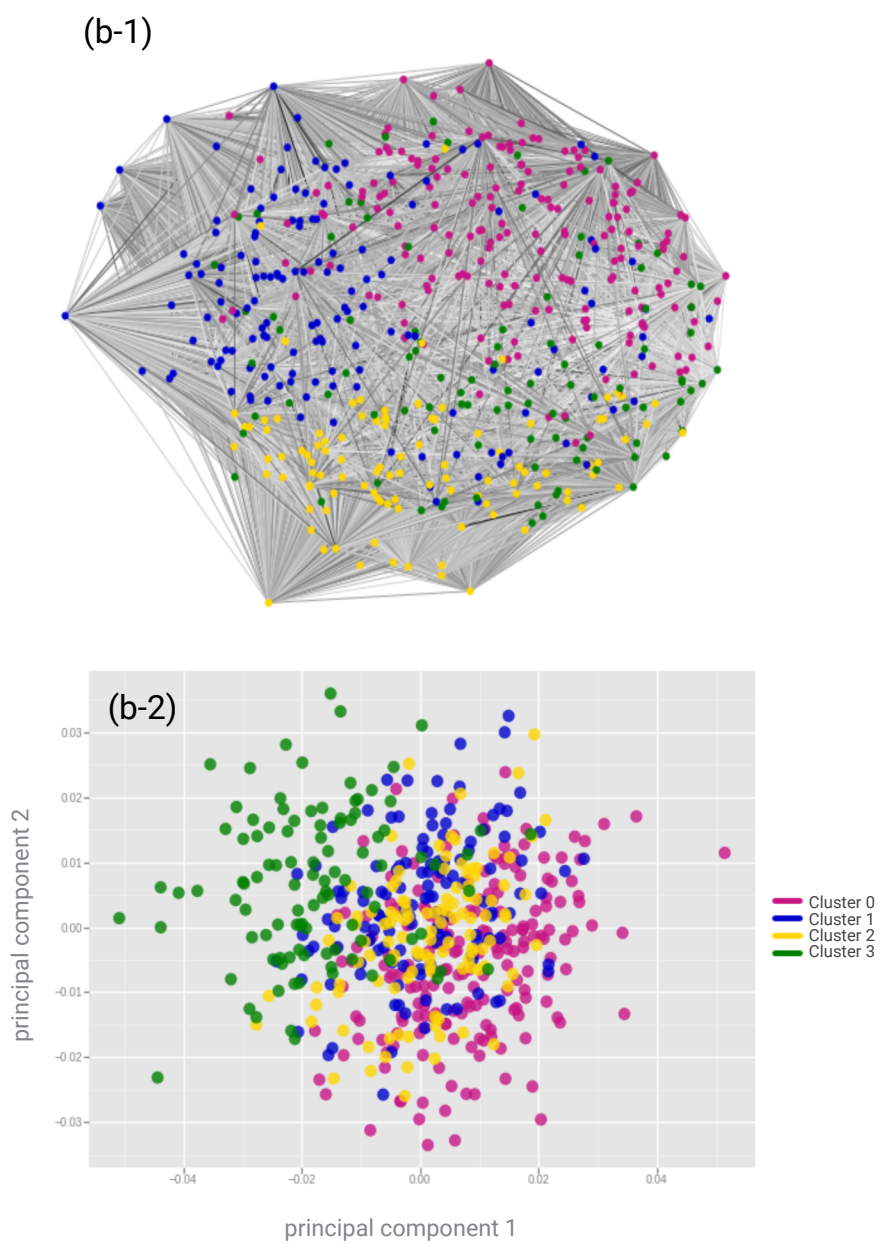 (b-1)
(b-2)
0.03
0.02
0.01
0.00
−0.01
−0.02
−0.03
principal component 2
−0.04
−0.02
0.00
0.02
0.04
principal component 1
Cluster 0
Cluster 1
Cluster 2
Cluster 3